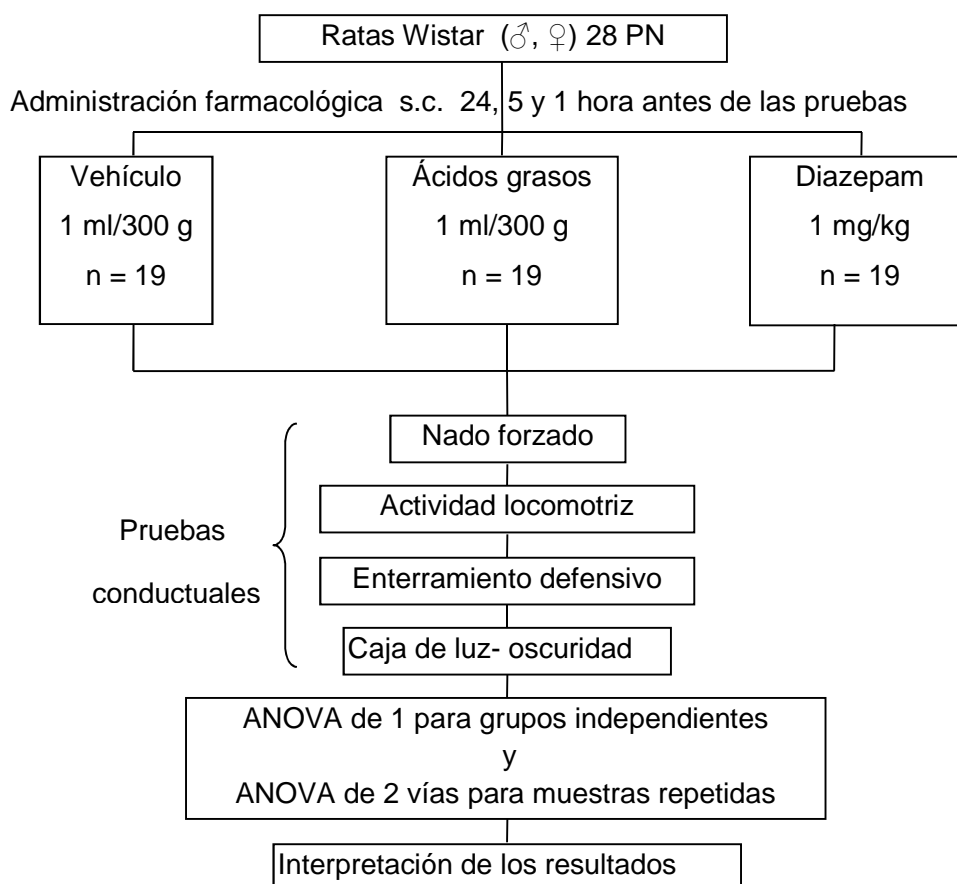 Ratas Wistar (♂, ♀) 28 PN
Administración farmacológica s.c. 24, 5 y 1 hora antes de las pruebas
Vehículo
1 ml/300 g
n = 19
Ácidos grasos
1 ml/300 g
n = 19
Diazepam
1 mg/kg
n = 19
Pruebas
conductuales
Nado forzado
Actividad locomotriz
Enterramiento defensivo
Caja de luz- oscuridad
ANOVA de 1 para grupos independientes
y
ANOVA de 2 vías para muestras repetidas
Interpretación de los resultados